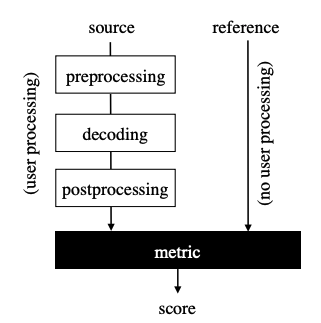 source
reference
preprocessing
decoding
postprocessing
(user processing)
(no user processing)
metric
score